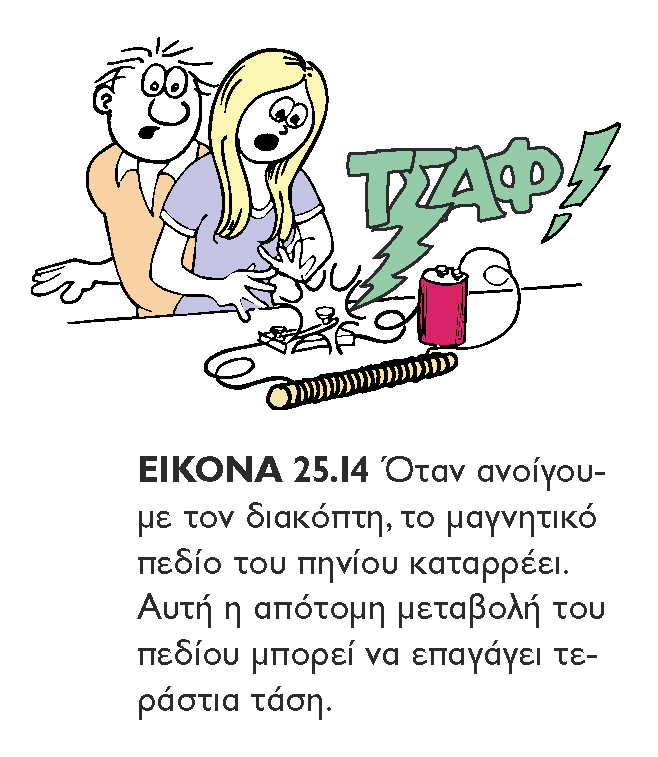 ΤΣΑΦ!
ΕΙΚΟΝΑ 25.14 Όταν ανοίγου-
με τον διακόπτη, το μαγνητικό
πεδίο του πηνίου καταρρέει.
Αυτή η απότομη μεταβολή του
πεδίου μπορεί να επαγάγει τε-
ράστια τάση.